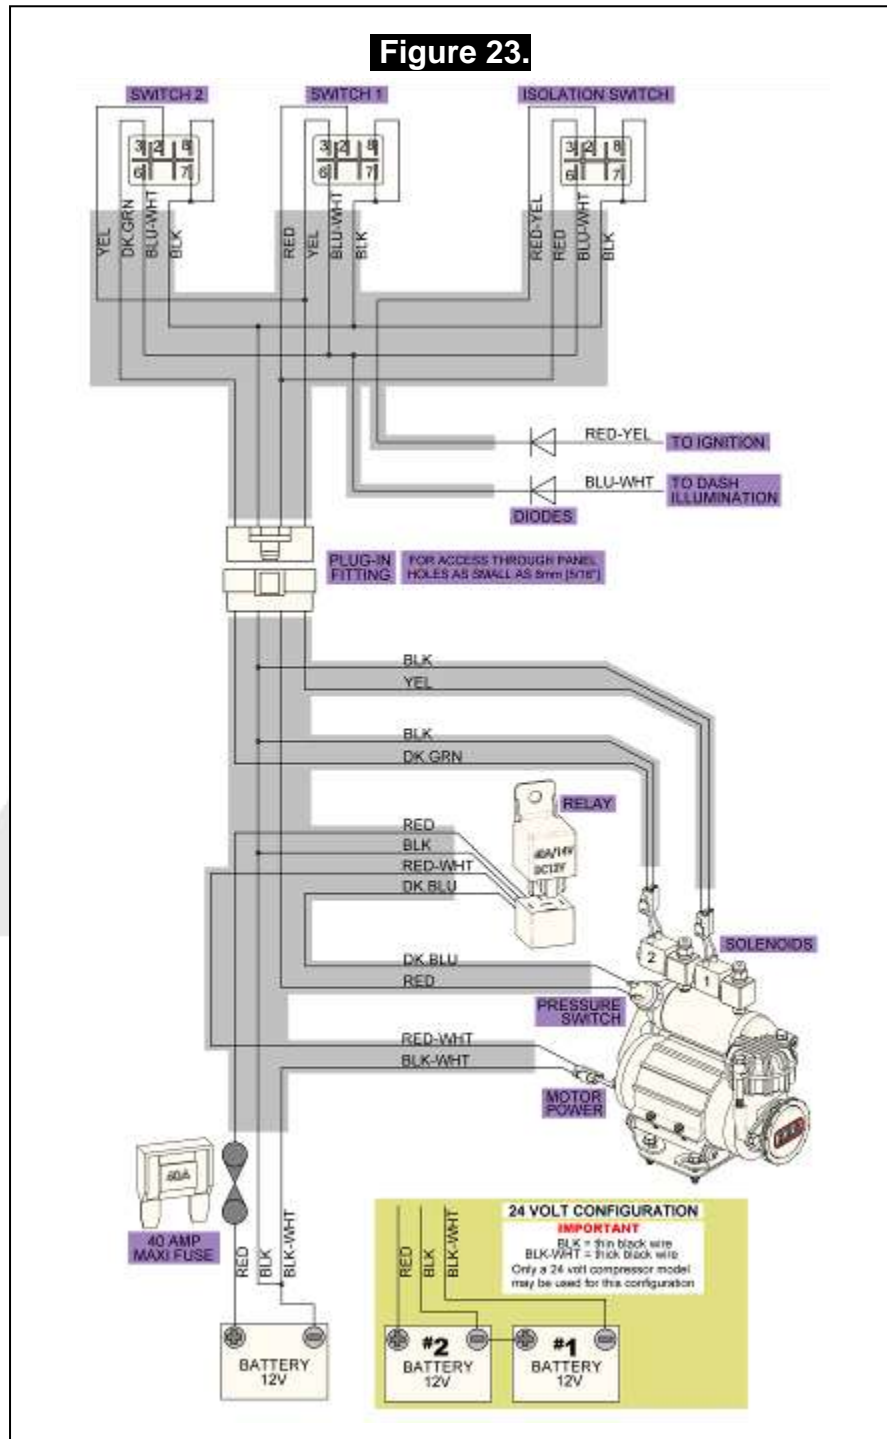 Figure 23.
SWITCH 2
SWITCH 1
ISOLATION SWITCH
3 2 8
6 7
3 2 8
6 7
3 2 8
6 7
YEL
DK.GRN
BLU-WHT
BLK
RED
YEL
BLU-WHT
BLK
RED-YEL
RED
BLU-WHT
BLK
RED-YEL
TO IGNITION
BLU-WHT
TO DASH
ILLUMINATION
DIODES
PLUG-IN
FITTING
FOR ACCESS THROUGH PANEL
HOLES AS SMALL AS 8mm [5/16"]
BLK
YEL
BLK
DK.GRN
RELAY
40A/14V
DC12V
RED
BLK
RED-WHT
DK.BLU
SOLENOIDS
2
1
DK.BLU
RED
PRESSURE
SWITCH
RED-WHT
BLK-WHT
MOTOR
POWER
40 AMP
MAXI FUSE
RED
BLK
BLK-WHT
BATTERY
12V
24 VOLT CONFIGURATION
IMPORTANT
BLK = thin black wire
BLK-WHT = thick black wire
Only a 24 volt compressor model
may be used for this configuration
RED
BLK
BLK-WHT
#2
BATTERY
12V
#1
BATTERY
12V